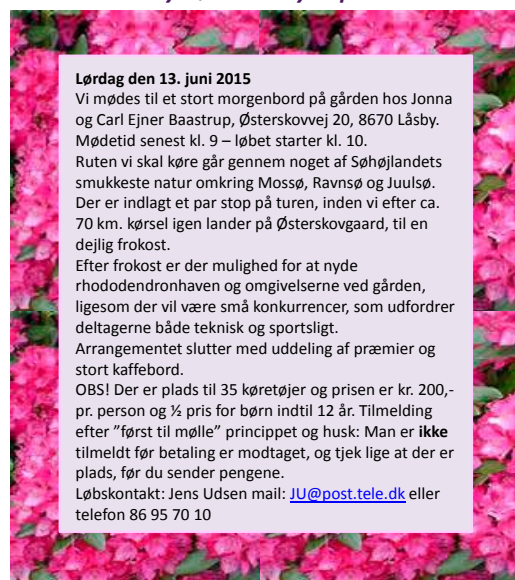 Lørdag den 13. juni 2015
Vi mødes til et stort morgenbord på gården hos Jonna
og Carl Ejner Baastrup, Østerskovvej 20, 8670 Låsby.
Mødetid senest kl. 9 – løbet starter kl. 10.
Ruten vi skal køre går gennem noget af Søhøjlandets
smukkeste natur omkring Mossø, Ravnsø og Juulsø.
Der er indlagt et par stop på turen, inden vi efter ca.
70 km. kørsel igen lander på Østerskovgaard, til en
dejlig frokost.
Efter frokost er der mulighed for at nyde
rhododendronhaven og omgivelserne ved gården,
ligesom der vil være små konkurrencer, som udfordrer
deltagerne både teknisk og sportsligt.
Arrangementet slutter med uddeling af præmier og
stort kaffebord.
OBS! Der er plads til 35 køretøjer og prisen er kr. 200,-
pr. person og ½ pris for børn indtil 12 år. Tilmelding
efter ”først til mølle” princippet og husk: Man er ikke
tilmeldt før betaling er modtaget, og tjek lige at der er
plads, før du sender pengene.
Løbskontakt: Jens Udsen mail: JU@post.tele.dk eller
telefon 86 95 70 10